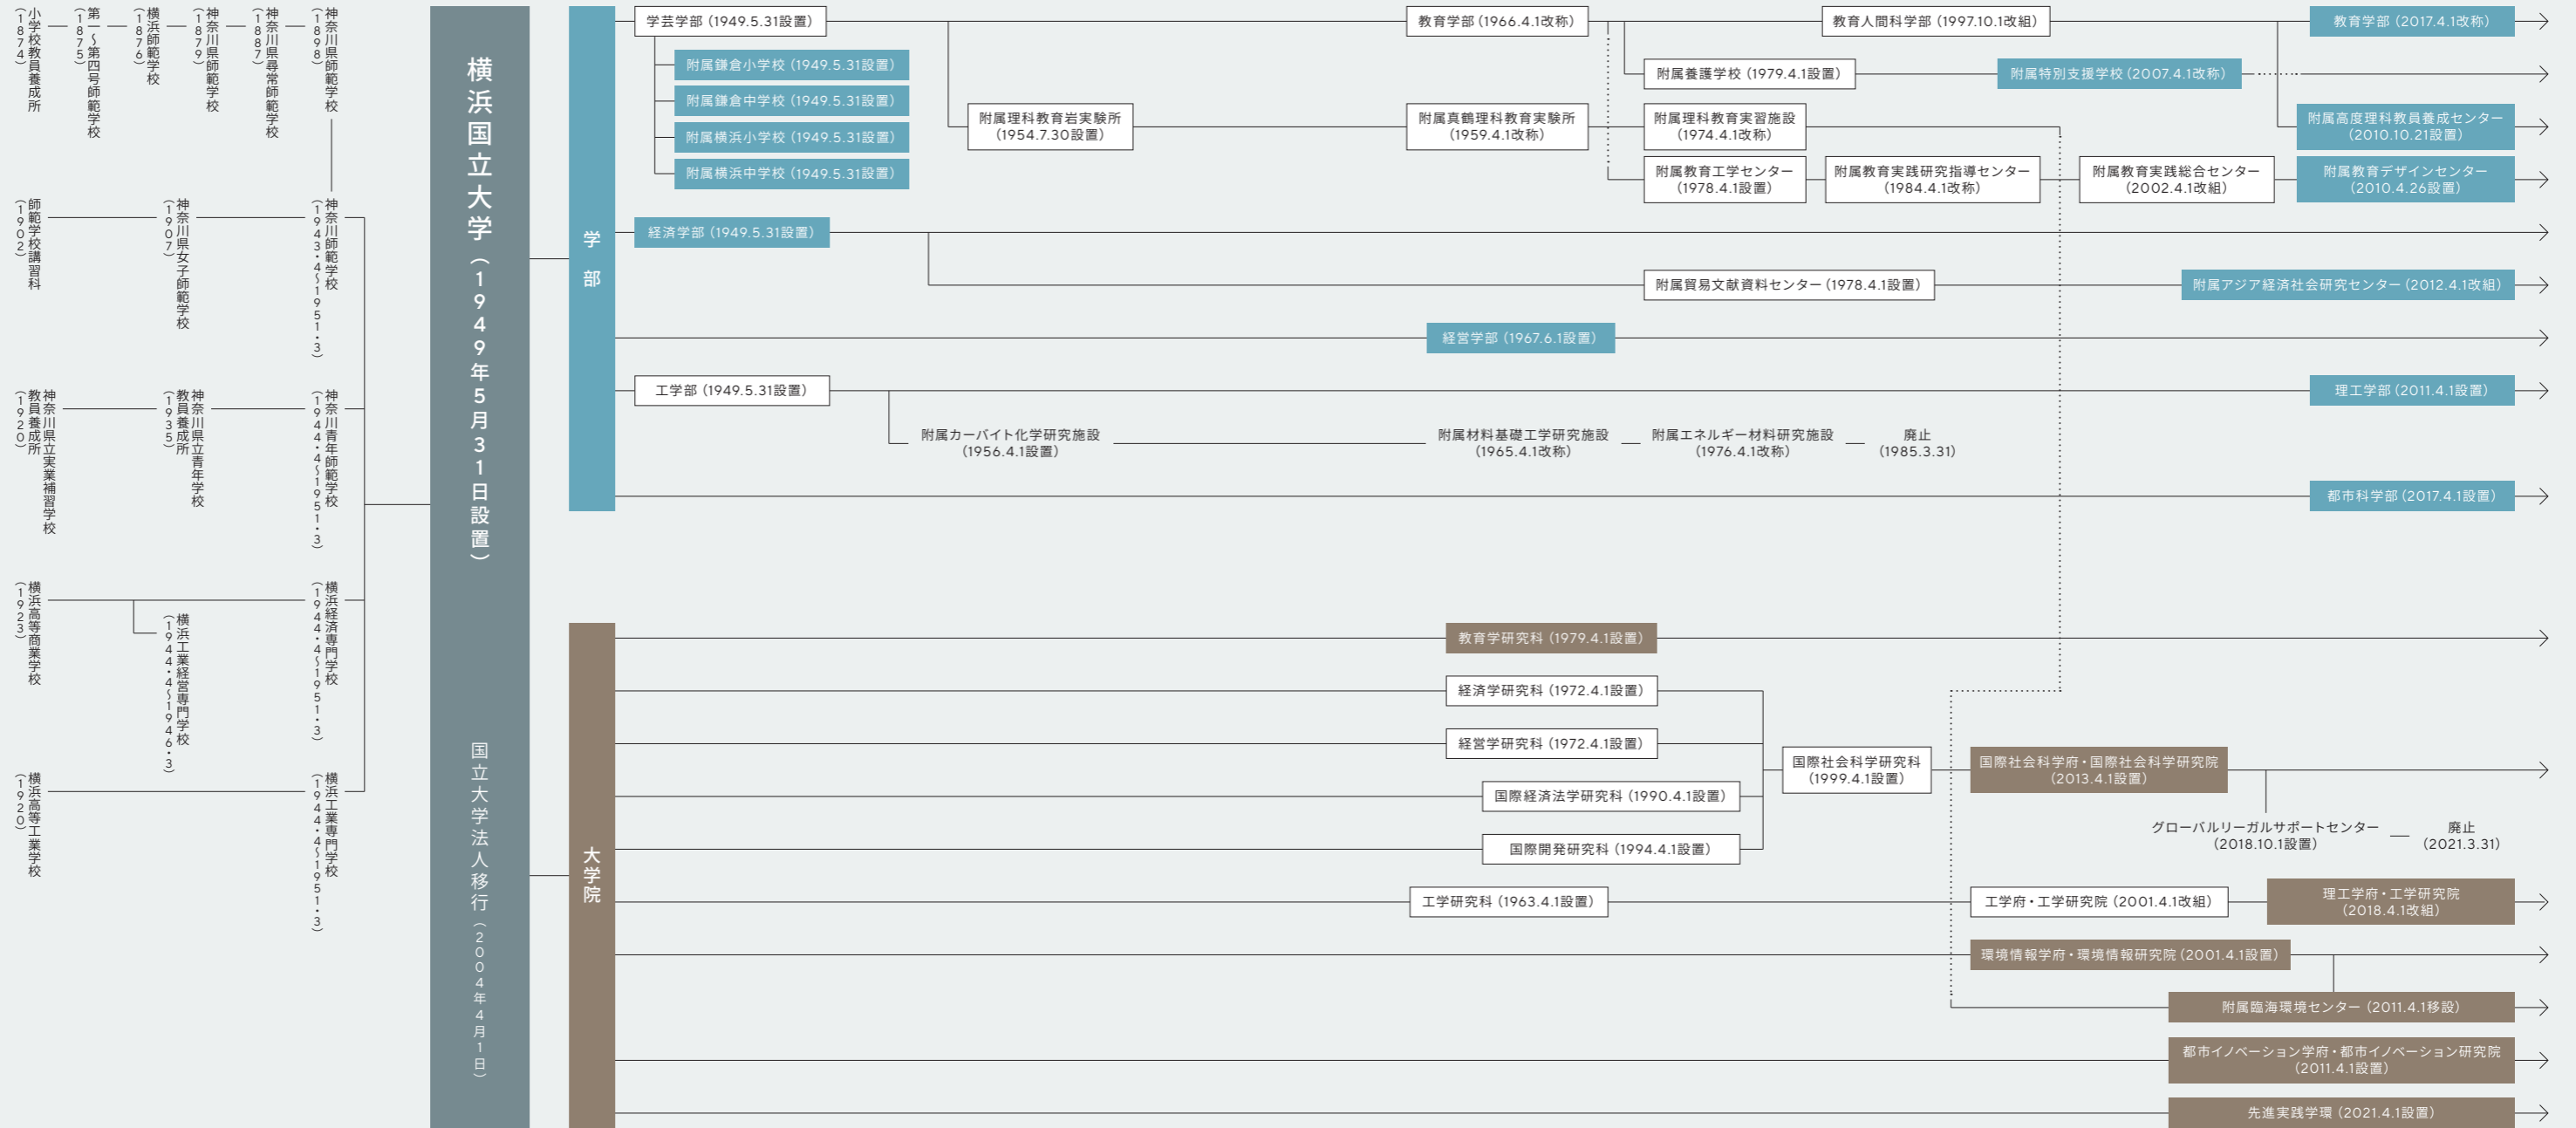 小学校教員養成所
（1874）
第一～第四号師範学校
（1875）
横浜師範学校
（1876）
神奈川県師範学校
（1879）
神奈川県尋常師範学校
（1887）
神奈川県師範学校
（1898）
師範学校講習科
（1902）
神奈川県女子師範学校
（1907）
神奈川師範学校
（1943・4～1951・3）
神奈川県立実業補習学校
教員養成所
（1920）
神奈川県立青年学校
教員養成所
（1935）
神奈川青年師範学校
（1944・4～1951・3）
横浜高等商業学校
（1923）
横浜工業経営専門学校
（1944・4～1946・3）
横浜経済専門学校
（1944・4～1951・3）
横浜高等工業学校
（1920）
横浜工業専門学校
（1944・4～1951・3）
横浜国立大学（1949年5月31日設置）
国立大学法人移行（2004年4月1日）
学部
学芸学部（1949.5.31設置）
教育学部（1966.4.1改称）
教育人間科学部（1997.10.1改組）
教育学部（2017.4.1改称）
附属鎌倉小学校（1949.5.31設置）
附属鎌倉中学校（1949.5.31設置）
附属横浜小学校（1949.5.31設置）
附属横浜中学校（1949.5.31設置）
附属養護学校（1979.4.1設置）
附属特別支援学校（2007.4.1改称）
附属理科教育岩実験所
（1954.7.30設置）
附属真鶴理科教育実験所
（1959.4.1改称）
附属理科教育実習施設
（1974.4.1改称）
附属高度理科教員養成センター
（2010.10.21設置）
附属教育工学センター
（1978.4.1設置）
附属教育実践研究指導センター
（1984.4.1改称）
附属教育実践総合センター
（2002.4.1改組）
附属教育デザインセンター
（2010.4.26設置）
経済学部（1949.5.31設置）
附属貿易文献資料センター（1978.4.1設置）
附属アジア経済社会研究センター（2012.4.1改組）
経営学部（1967.6.1設置）
工学部（1949.5.31設置）
理工学部（2011.4.1設置）
附属カーバイト化学研究施設
（1956.4.1設置）
附属材料基礎工学研究施設
（1965.4.1改称）
附属エネルギー材料研究施設
（1976.4.1改称）
廃止
（1985.3.31）
都市科学部（2017.4.1設置）
大学院
教育学研究科（1979.4.1設置）
経済学研究科（1972.4.1設置）
経営学研究科（1972.4.1設置）
国際経済法学研究科（1990.4.1設置）
国際開発研究科（1994.4.1設置）
国際社会科学研究科
（1999.4.1設置）
国際社会科学府・国際社会科学研究院
（2013.4.1設置）
グローバルリーガルサポートセンター
（2018.10.1設置）
廃止
（2021.3.31）
工学研究科（1963.4.1設置）
工学府・工学研究院（2001.4.1改組）
理工学府・工学研究院
（2018.4.1改組）
環境情報学府・環境情報研究院（2001.4.1設置）
附属臨海環境センター（2011.4.1移設）
都市イノベーション学府・都市イノベーション研究院
（2011.4.1設置）
先進実践学環（2021.4.1設置）